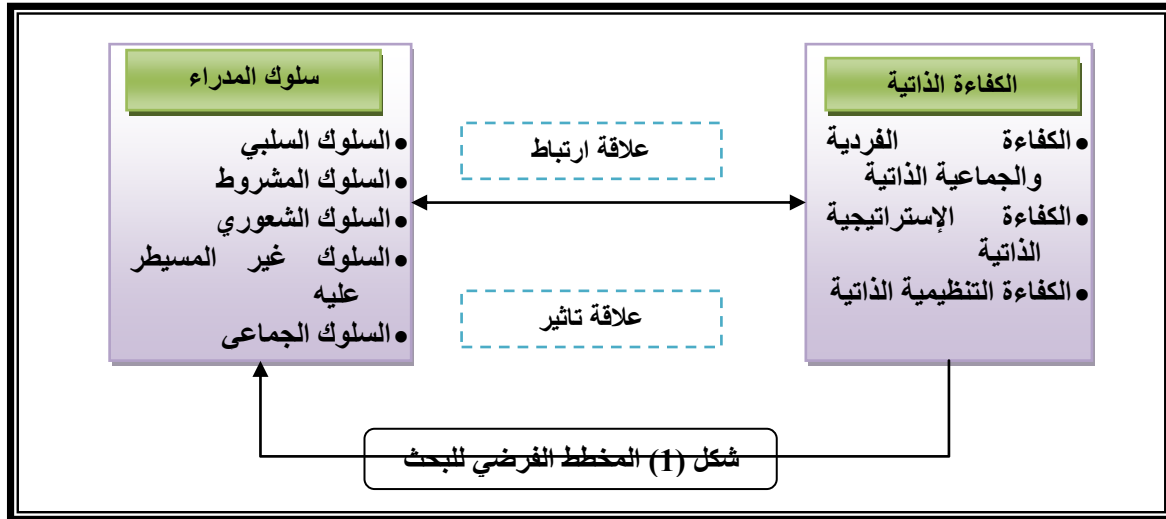 الكفاءة الذاتية
●الكفاءة الفردية
والجماعية الذاتية
●الكفاءة الإستراتيجية
الذاتية
●الكفاءة التنظيمية الذاتية
علاقة ارتباط
علاقة تاثير
سلوك المدراء
●السلوك السلبي
●السلوك المشروط
●السلوك الشعوري
●السلوك غير المسيطر
عليه
●السلوك الجماعى
شكل (1) المخطط الفرضي للبحث